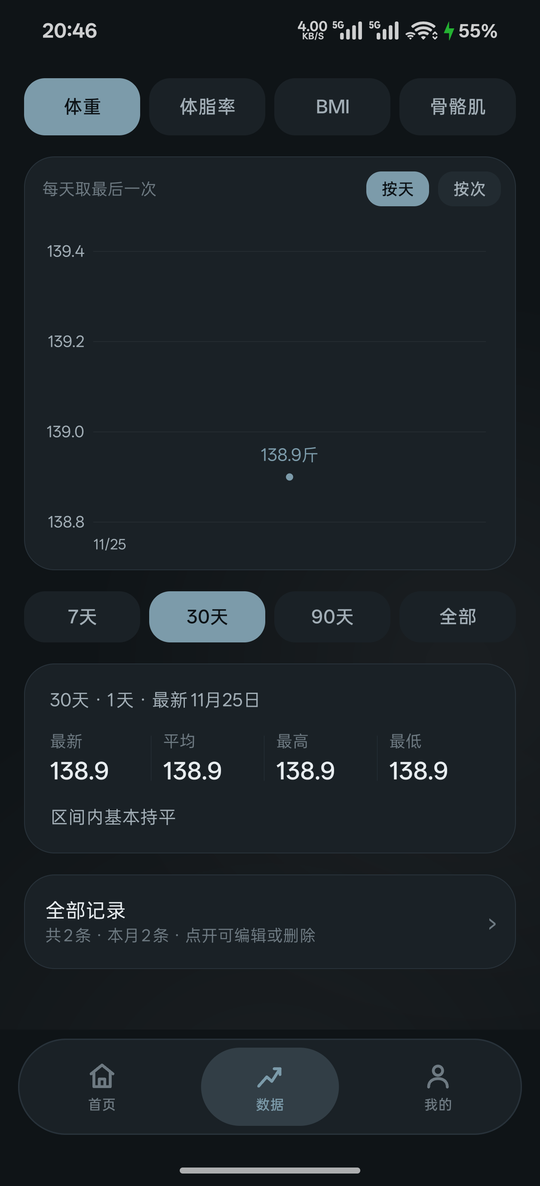 20:46 4.00 KB/S 5G 5G 55%
体重 体脂率 BMI 骨骼肌
每天取最后一次 按天 按次
139.4
139.2
139.0
138.9斤
138.8
11/25
7天 30天 90天 全部
30天 · 1天 · 最新 11月25日
最新 平均 最高 最低
138.9 138.9 138.9 138.9
区间内基本持平
全部记录
共2条 · 本月2条 · 点开可编辑或删除
首页 数据 我的